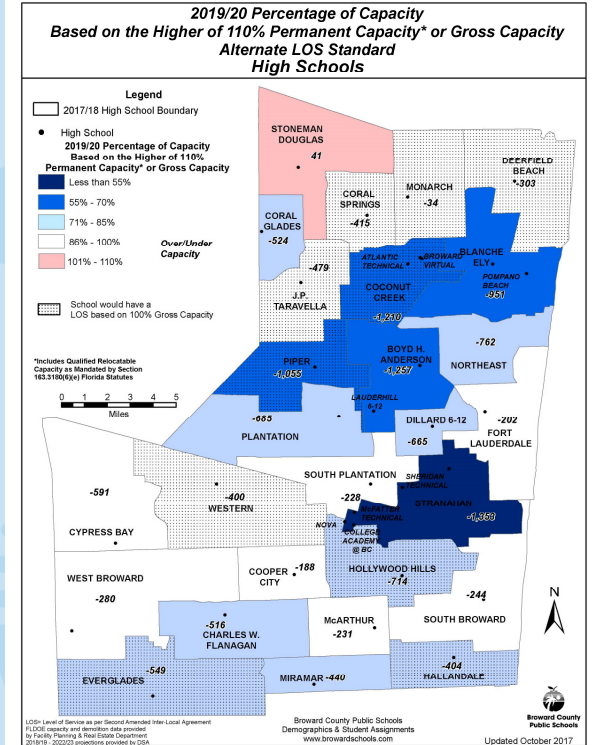 2019/20 Percentage of Capacity
Based on the Higher of 110% Permanent Capacity* or Gross Capacity
Alternate LOS Standard
High Schools
Legend
2017/18 High School Boundary
High School
2019/20 Percentage of Capacity
Based on the Higher of 110%
Permanent Capacity* or Gross Capacity
Less than 55%
55% - 70%
71% - 85%
86% - 100%
101% - 110%
Over/Under
Capacity
School would have a
LOS based on 100% Gross Capacity
*Includes Qualified Relocatable
Capacity as Mandated by Section
163.3180(6)(e) Florida Statutes
0 1 2 3 4 5
Miles
STONEMAN
DOUGLAS
41
DEERFIELD
BEACH
-303
MONARCH
-34
CORAL
SPRINGS
-415
CORAL
GLADES
-524
-479
J.P.
TARAVELLA
ATLANTIC
TECHNICAL
BROWARD
VIRTUAL
COCONUT
CREEK
-1,210
BLANCHE
ELY
POMPANO
BEACH
-951
-762
NORTHEAST
BOYD H.
ANDERSON
-1,257
PIPER
-1,055
LAUDERHILL
6-12
-685
PLANTATION
DILLARD 6-12
-665
-202
FORT
LAUDERDALE
SOUTH PLANTATION
-228
SHERIDAN
TECHNICAL
STRANAHAN
-1,358
McFATTER
TECHNICAL
NOVA
COLLEGE
ACADEMY
@ BC
-400
WESTERN
-591
CYPRESS BAY
HOLLYWOOD HILLS
-714
COOPER
CITY
-188
WEST BROWARD
-280
-244
SOUTH BROWARD
McARTHUR
-231
-516
CHARLES W.
FLANAGAN
-549
EVERGLADES
MIRAMAR -440
-404
HALLANDALE
N
LOS= Level of Service as per Second Amended Inter-Local Agreement
FLDOE capacity and demolition data provided
by Facility Planning & Real Estate Department
2018/19 - 2022/23 projections provided by DSA
Broward County
Public Schools
Demographics & Student Assignments
www.browardschools.com
Broward County
Public Schools
Updated October 2017